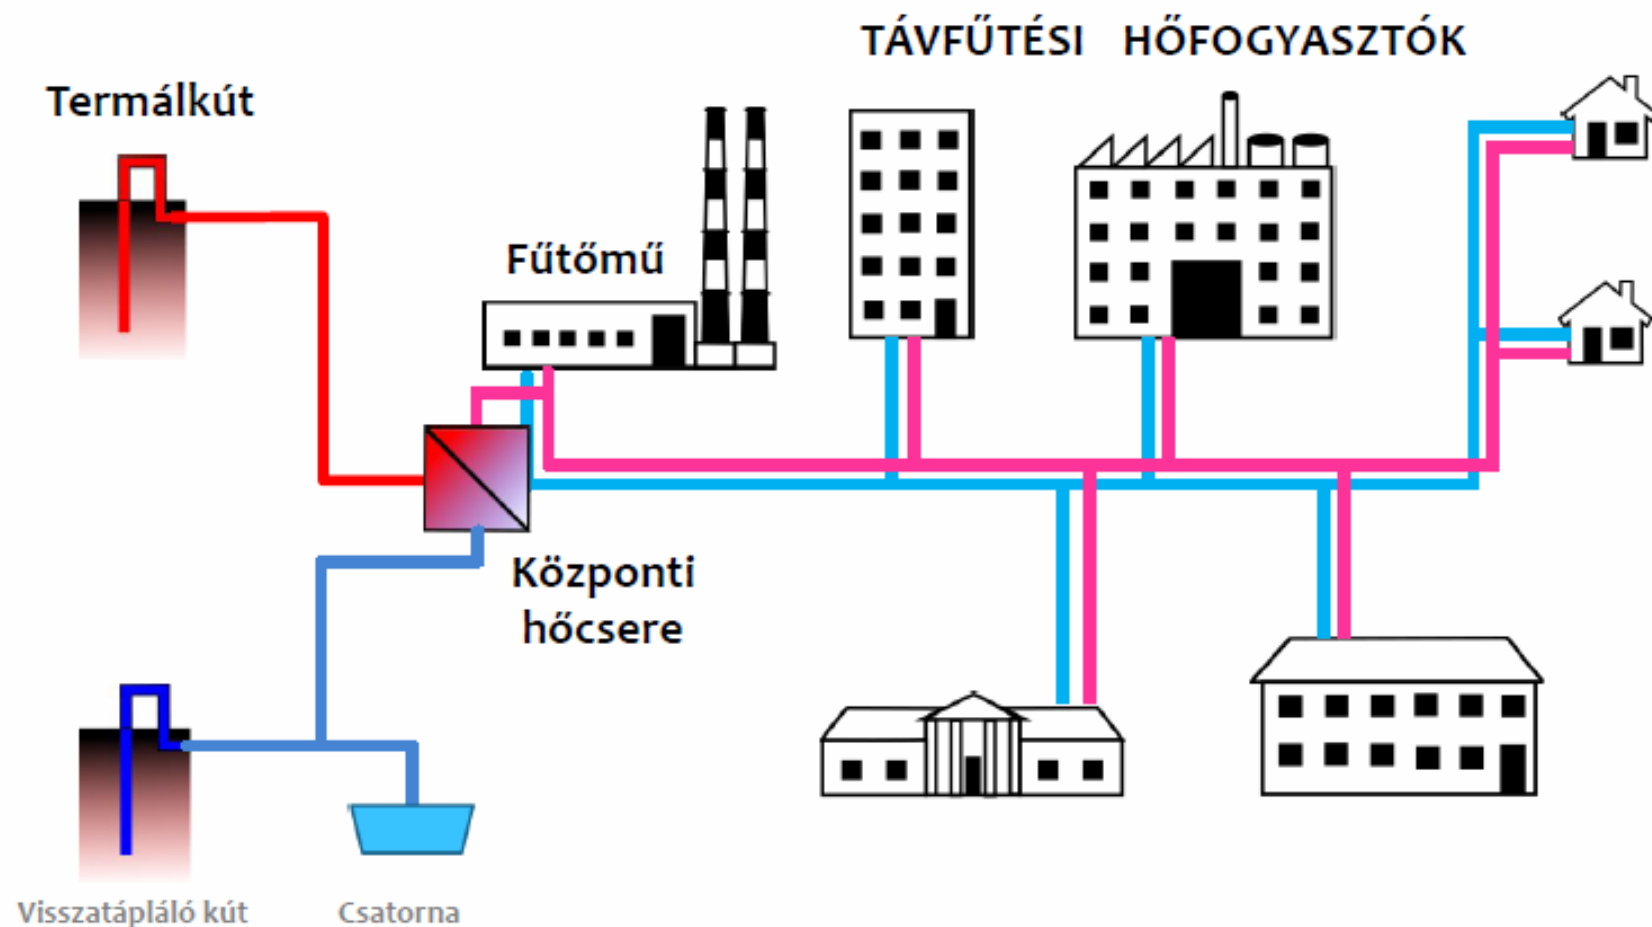 TÁVFŰTÉSI HŐFOGYASZTÓK
Termálkút
Fűtőmű
Központi
hőcsere
Visszatápláló kút
Csatorna